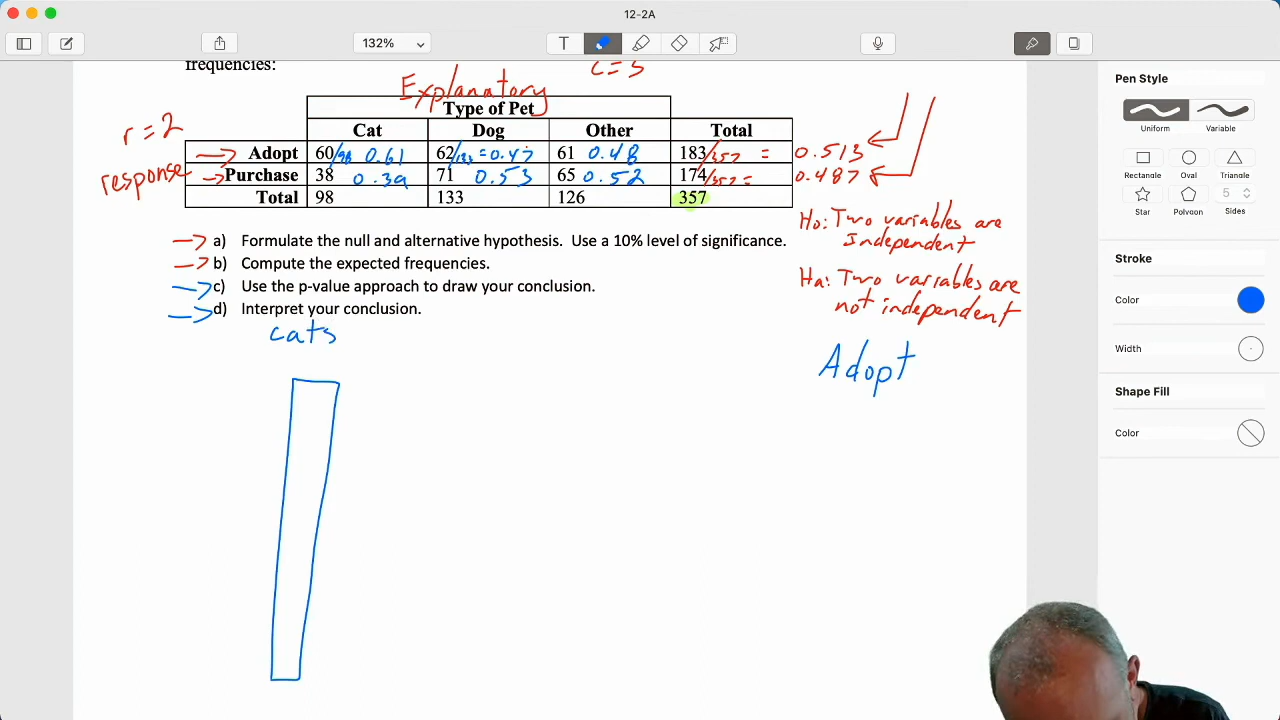 12-2A
132%
T
frequencies:
c = 3
Explanatory
Type of Pet
r = 2
Cat Dog Other Total
Adopt 60/98 0.61 62/133 = 0.47 61 0.48 183/357 = 0.513
response Purchase 38 0.39 71 0.53 65 0.52 174/357 = 0.487
Total 98 133 126 357
Ho: Two variables are
Independent
a) Formulate the null and alternative hypothesis. Use a 10% level of significance.
b) Compute the expected frequencies.
Ha: Two variables are
not independent
c) Use the p-value approach to draw your conclusion.
d) Interpret your conclusion.
cats
Adopt
Pen Style
Uniform Variable
Rectangle Oval Triangle
5
Star Polygon Sides
Stroke
Color
Width
Shape Fill
Color